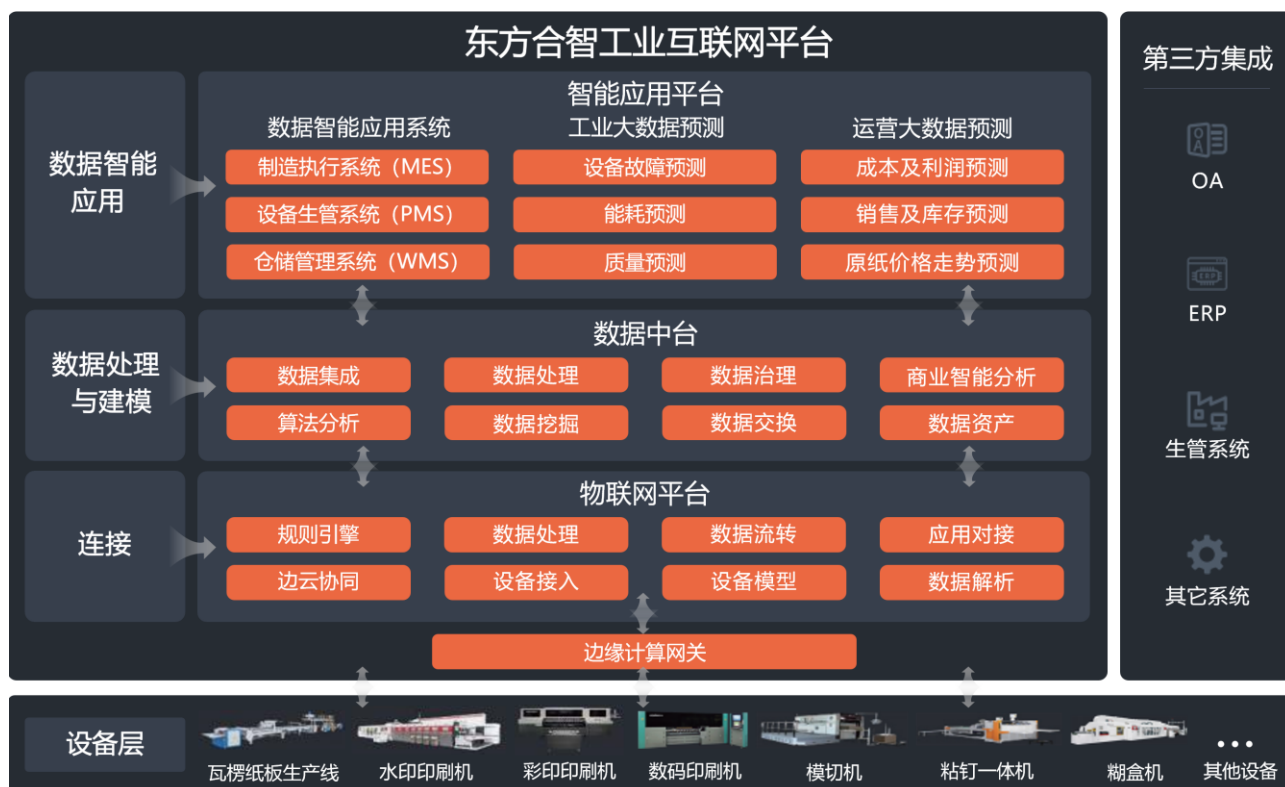 东方合智工业互联网平台
数据智能
应用
智能应用平台
数据智能应用系统
工业大数据预测
运营大数据预测
制造执行系统（MES）
设备故障预测
成本及利润预测
设备生管系统（PMS）
能耗预测
销售及库存预测
仓储管理系统（WMS）
质量预测
原纸价格走势预测
数据处理
与建模
数据中台
数据集成
数据处理
数据治理
商业智能分析
算法分析
数据挖掘
数据交换
数据资产
连接
物联网平台
规则引擎
数据处理
数据流转
应用对接
边云协同
设备接入
设备模型
数据解析
边缘计算网关
第三方集成
OA
OA
ERP
ERP
生管系统
其它系统
设备层
瓦楞纸板生产线
水印印刷机
彩印印刷机
数码印刷机
模切机
粘钉一体机
糊盒机
...
其他设备